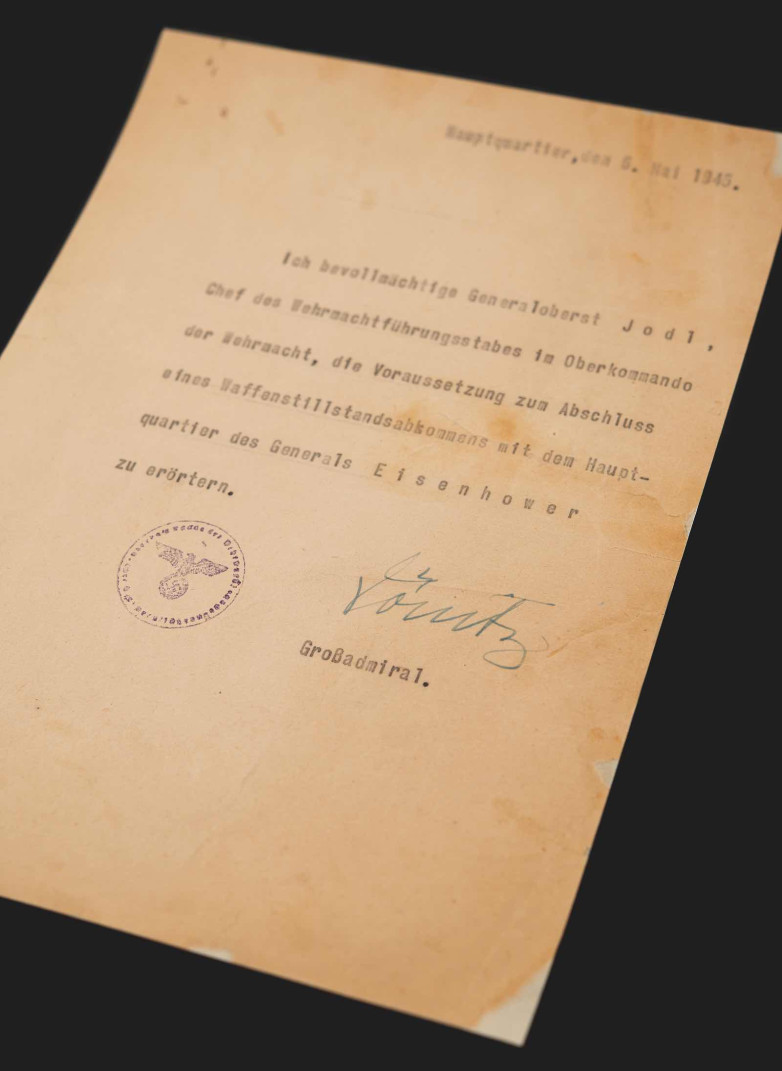 Hauptquartier,den 6. Mai 1945.
Ich bevollmächtige Generaloberst J o d l ,
Chef des Wehrmachtführungsstabes im Oberkommando
der Wehrmacht, die Voraussetzung zum Abschluss
eines Waffenstillstandsabkommens mit dem Haupt-
quartier des Generals E i s e n h o w e r
zu erörtern.
Dönitz
Großadmiral.